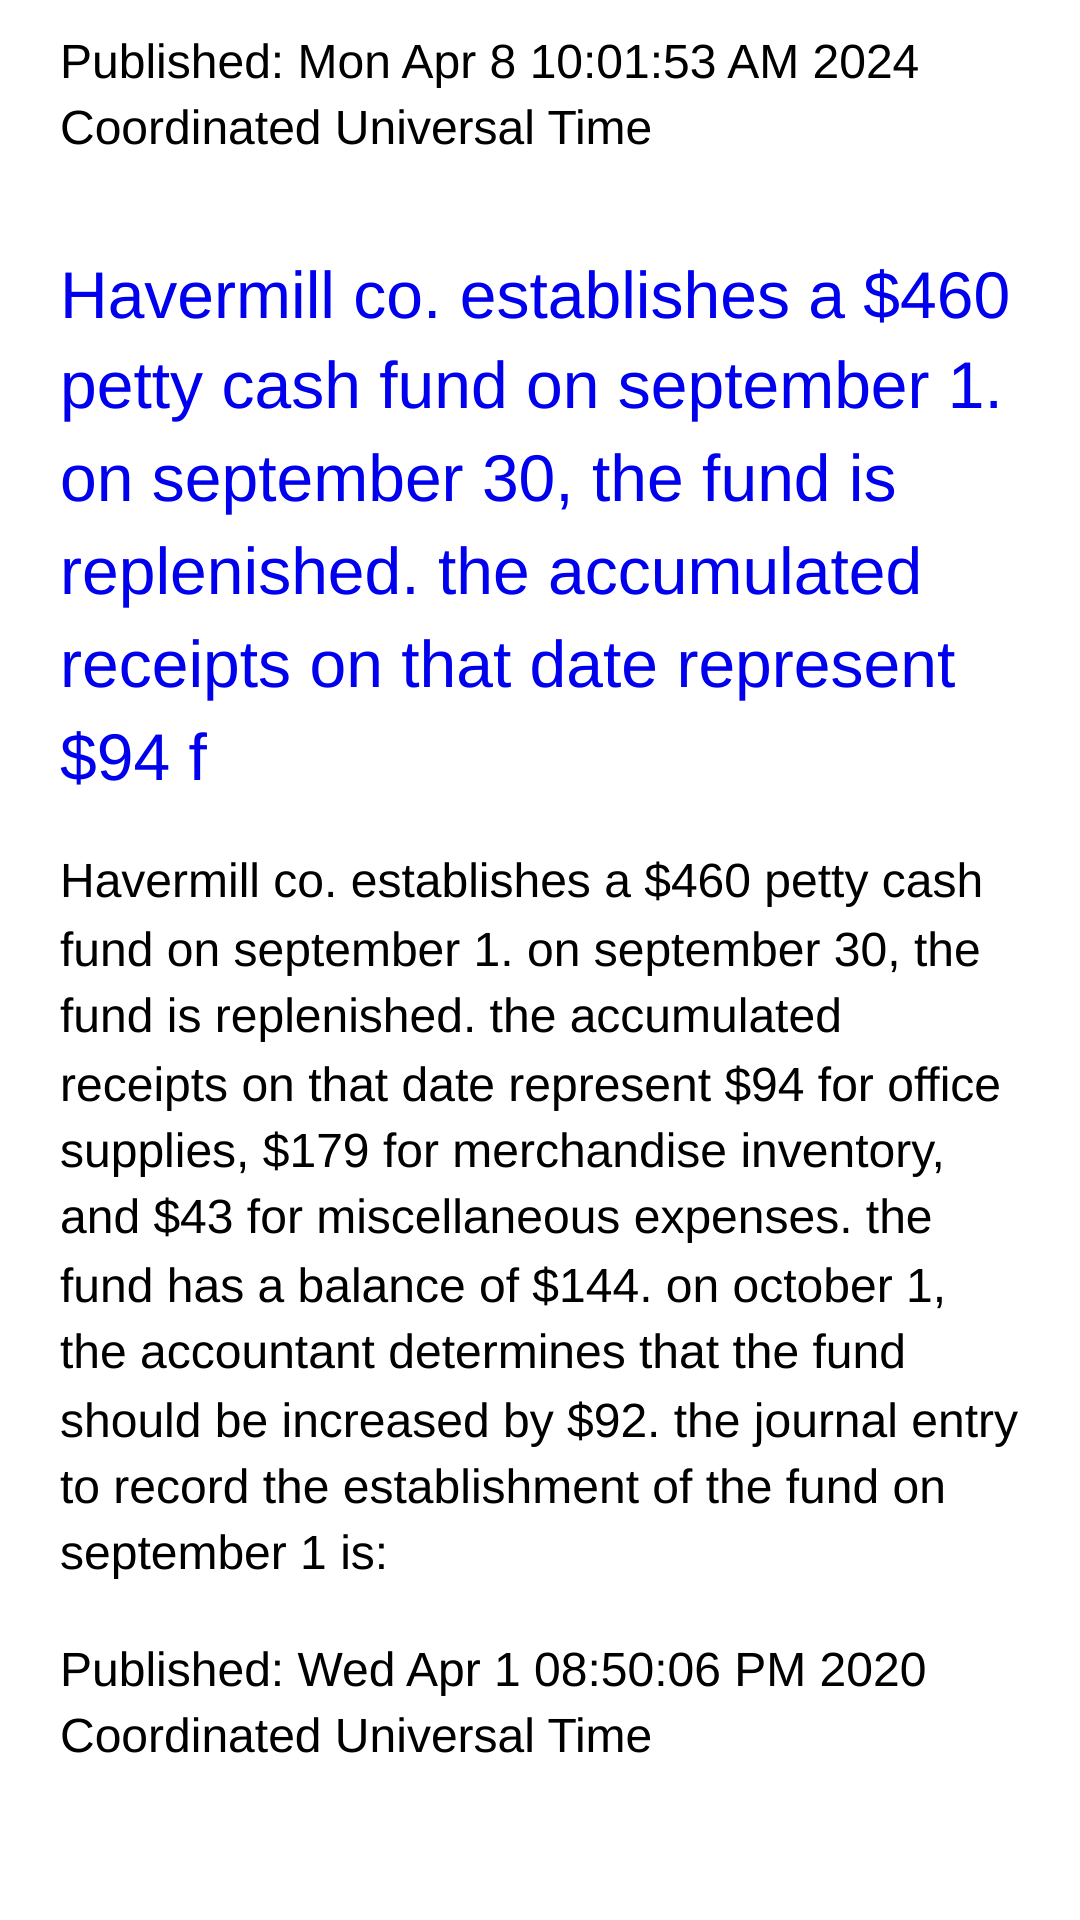 Published: Mon Apr 8 10:01:53 AM 2024
Coordinated Universal Time
Havermill co. establishes a $460
petty cash fund on september 1.
on september 30, the fund is
replenished. the accumulated
receipts on that date represent
$94 f
Havermill co. establishes a $460 petty cash
fund on september 1. on september 30, the
fund is replenished. the accumulated
receipts on that date represent $94 for office
supplies, $179 for merchandise inventory,
and $43 for miscellaneous expenses. the
fund has a balance of $144. on october 1,
the accountant determines that the fund
should be increased by $92. the journal entry
to record the establishment of the fund on
september 1 is:
Published: Wed Apr 1 08:50:06 PM 2020
Coordinated Universal Time